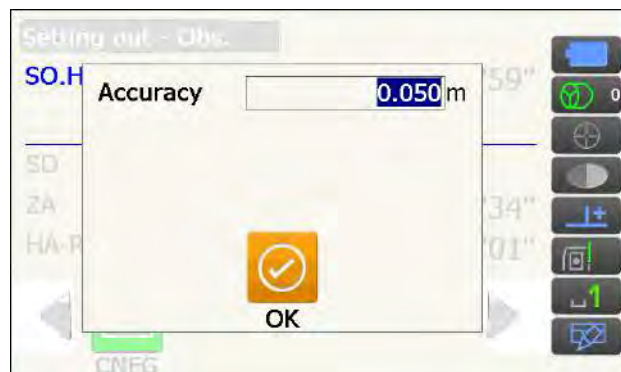 Setting out - Obs.
SO.H 59"
Accuracy 0.050 m
0
SD
ZA 34"
HA-R 01"
1
OK
CNFG